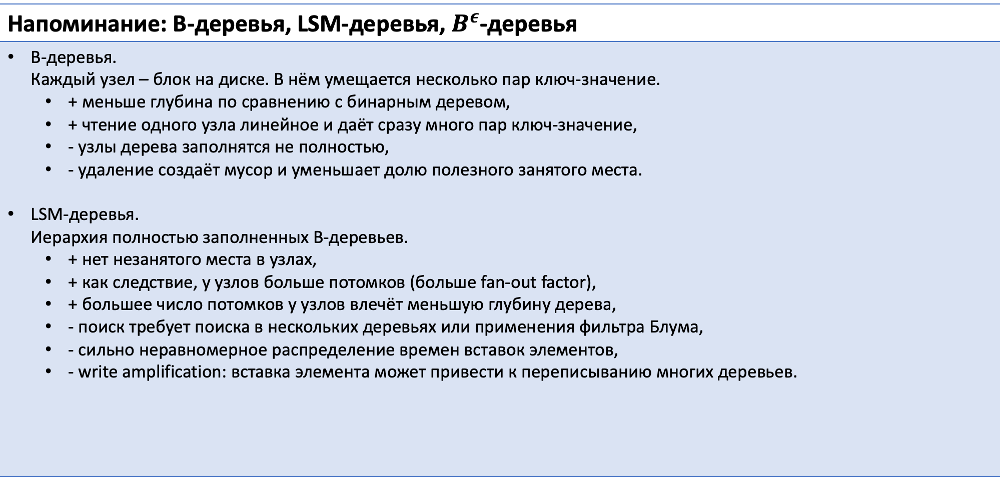 Напоминание: B-деревья, LSM-деревья, B^ϵ-деревья
• B-деревья.
Каждый узел – блок на диске. В нём умещается несколько пар ключ-значение.
• + меньше глубина по сравнению с бинарным деревом,
• + чтение одного узла линейное и даёт сразу много пар ключ-значение,
• - узлы дерева заполнятся не полностью,
• - удаление создаёт мусор и уменьшает долю полезного занятого места.
• LSM-деревья.
Иерархия полностью заполненных B-деревьев.
• + нет незанятого места в узлах,
• + как следствие, у узлов больше потомков (больше fan-out factor),
• + большее число потомков у узлов влечёт меньшую глубину дерева,
• - поиск требует поиска в нескольких деревьях или применения фильтра Блума,
• - сильно неравномерное распределение времен вставок элементов,
• - write amplification: вставка элемента может привести к переписыванию многих деревьев.